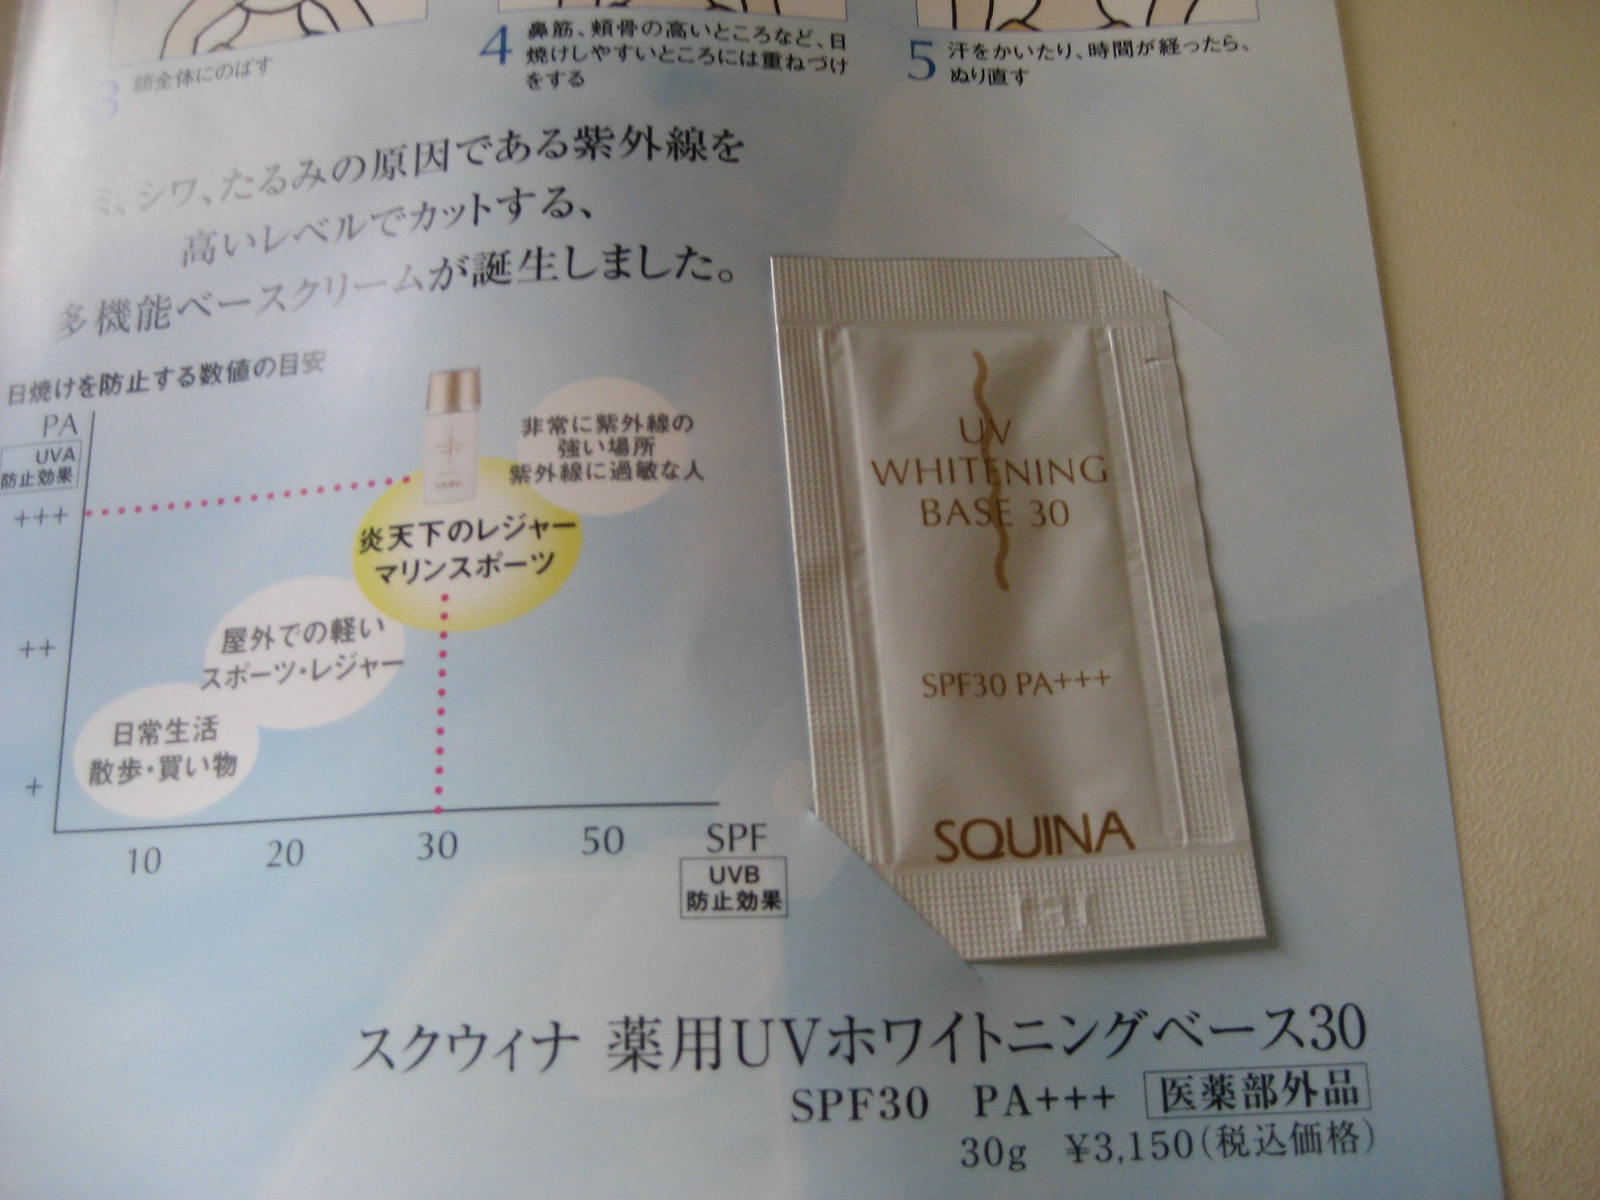 3 顔全体にのばす
4 鼻筋、頬骨の高いところなど、日
焼けしやすいところには重ねづけ
をする
5 汗をかいたり、時間が経ったら、
ぬり直す
ミ、シワ、たるみの原因である紫外線を
高いレベルでカットする、
多機能ベースクリームが誕生しました。
日焼けを防止する数値の目安
PA
UVA
防止効果
+++
++
+
非常に紫外線の
強い場所
紫外線に過敏な人
炎天下のレジャー
マリンスポーツ
屋外での軽い
スポーツ・レジャー
日常生活
散歩・買い物
10 20 30 50 SPF
UVB
防止効果
SQUINA
UV
WHITENING
BASE 30
SPF30 PA+++
SQUINA
スクウィナ 薬用UVホワイトニングベース30
SPF30 PA+++ 医薬部外品
30g ¥3,150(税込価格)